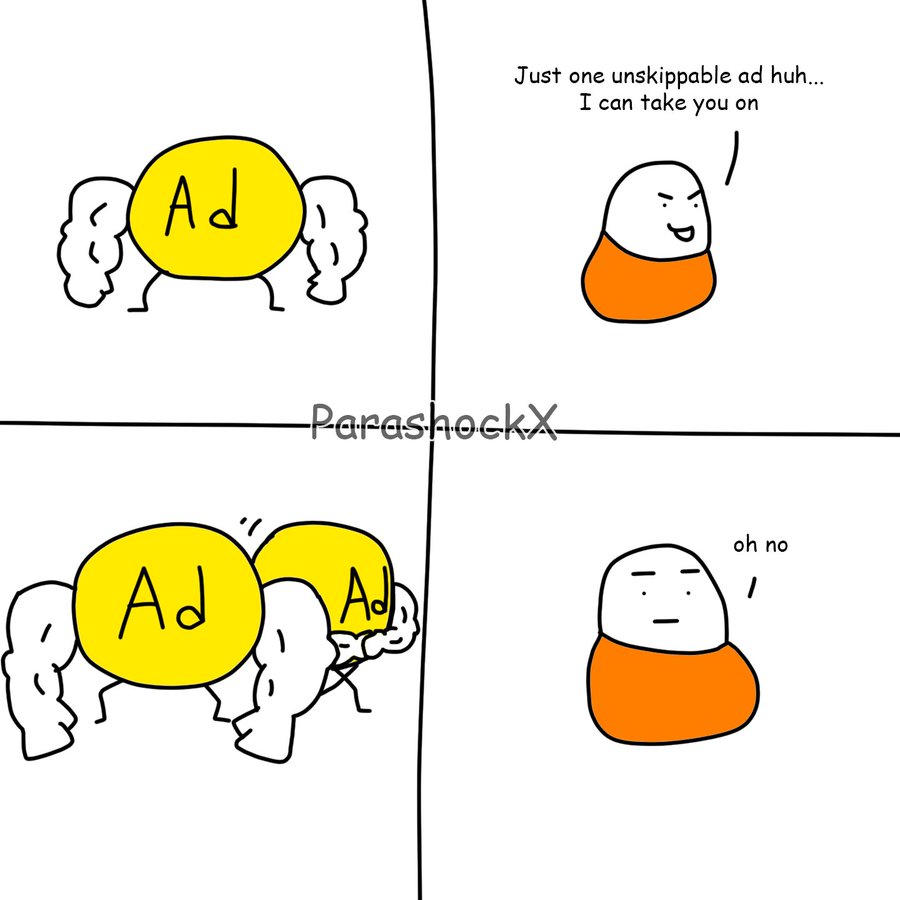 Ad
Just one unskippable ad huh...
I can take you on
ParashockX
Ad
Ad
oh no